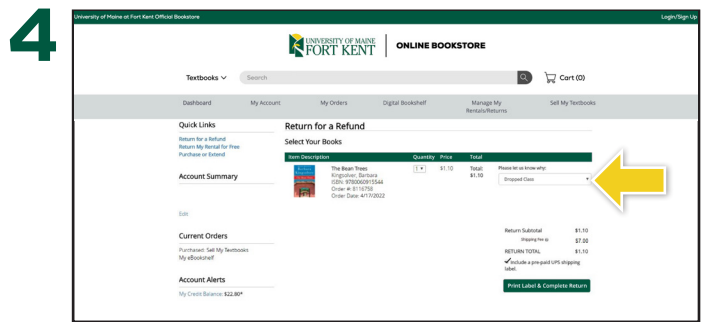 4
University of Maine at Fort Kent Official Bookstore
Login/Sign Up
UNIVERSITY OF MAINE
FORT KENT
ONLINE BOOKSTORE
Textbooks
Search
Cart (0)
Dashboard
My Account
My Orders
Digital Bookshelf
Manage My
Rentals/Returns
Sell My Textbooks
Quick Links
Return for a Refund
Return My Rental for Free
Purchase or Extend
Account Summary
Edit
Current Orders
Purchased: Sell My Textbooks
My eBookshelf
Account Alerts
My Credit Balance: $22.80*
Return for a Refund
Select Your Books
Item Description Quantity Price Total
The Bean Trees
Kingsolver, Barbara
ISBN: 9780060915544
Order #: 8116758
Order Date: 4/17/2022
1
$1.10
Total:
$1.10
Please let us know why:
Dropped Class
Return Subtotal $1.10
Shipping Fee $7.00
RETURN TOTAL $1.10
Include a pre-paid UPS shipping
label.
Print Label & Complete Return